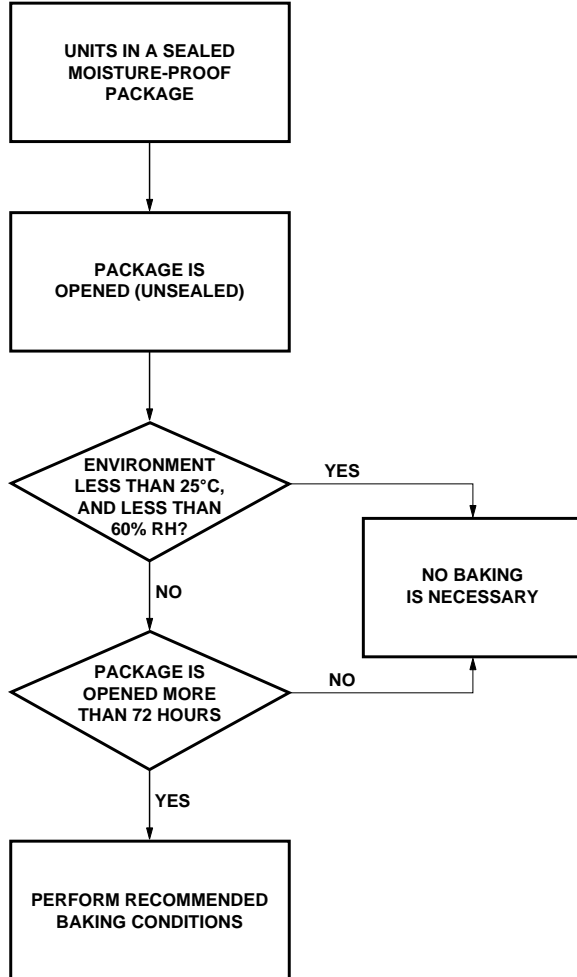 UNITS IN A SEALED
MOISTURE-PROOF
PACKAGE
PACKAGE IS
OPENED (UNSEALED)
ENVIRONMENT
LESS THAN 25°C,
AND LESS THAN
60% RH?
YES
NO BAKING
IS NECESSARY
NO
PACKAGE IS
OPENED MORE
THAN 72 HOURS
NO
YES
PERFORM RECOMMENDED
BAKING CONDITIONS